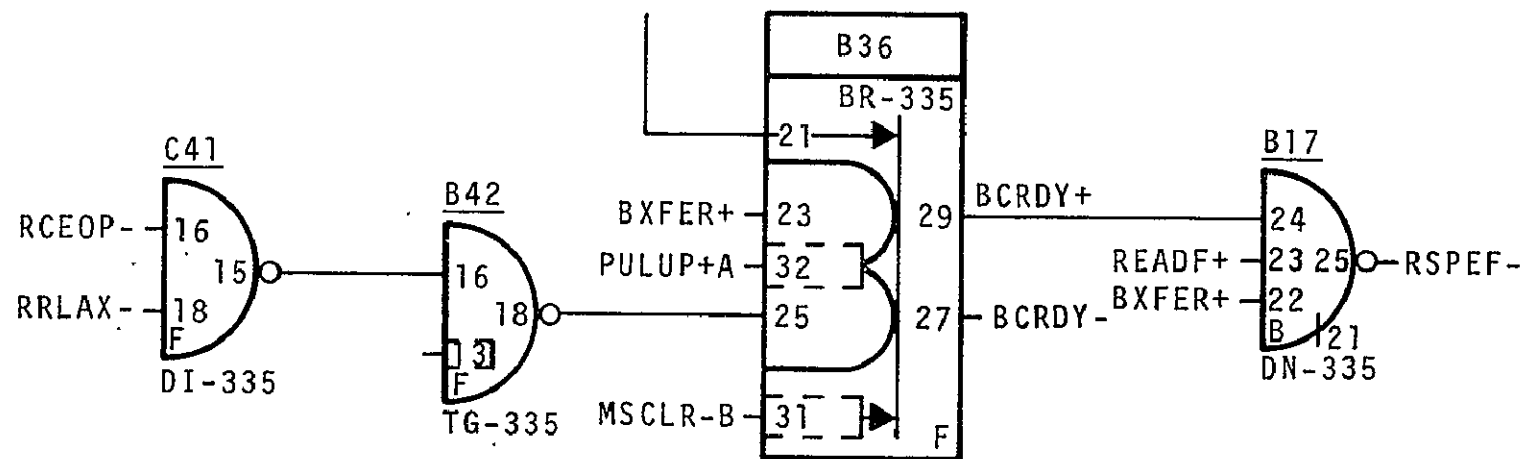 B36
BR-335
21
C41
B42
B17
RCEOP- 16
15
RRLAX- 18
F
DI-335
16
18
3
F
TG-335
BXFER+ 23
29 BCRDY+
PULUP+A 32
25
27 BCRDY-
MSCLR-B 31
F
24
READF+ 23 25 RSPEF-
BXFER+ 22
B 21
DN-335